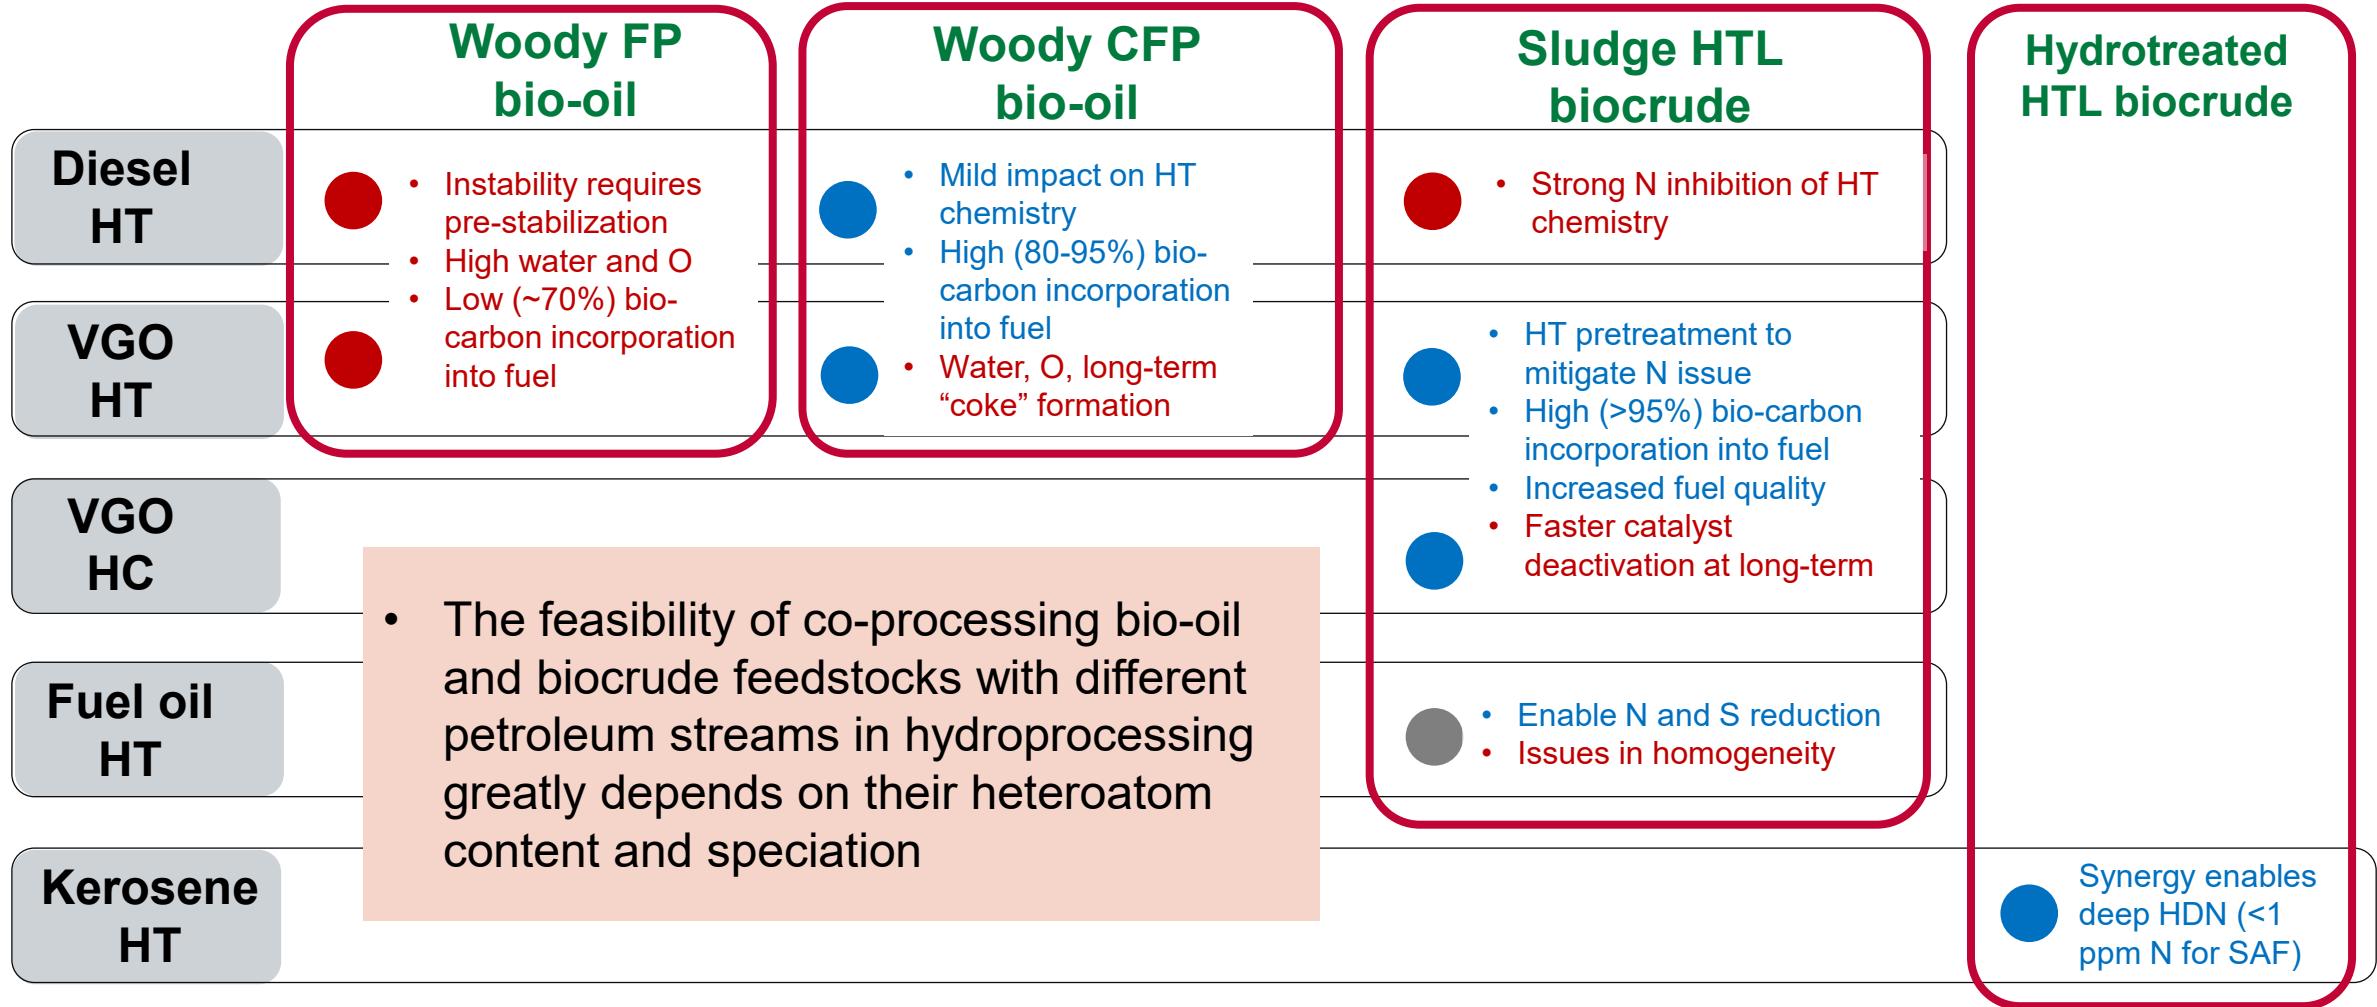 Woody FP
bio-oil
Woody CFP
bio-oil
Sludge HTL
biocrude
Hydrotreated
HTL biocrude
Diesel
HT
• Instability requires
pre-stabilization
• High water and O
• Low (~70%) bio-
carbon incorporation
into fuel
• Mild impact on HT
chemistry
• High (80-95%) bio-
carbon incorporation
into fuel
• Water, O, long-term
“coke” formation
• Strong N inhibition of HT
chemistry
VGO
HT
• HT pretreatment to
mitigate N issue
• High (>95%) bio-carbon
incorporation into fuel
• Increased fuel quality
• Faster catalyst
deactivation at long-term
VGO
HC
• The feasibility of co-processing bio-oil
and biocrude feedstocks with different
petroleum streams in hydroprocessing
greatly depends on their heteroatom
content and speciation
Fuel oil
HT
• Enable N and S reduction
• Issues in homogeneity
Kerosene
HT
Synergy enables
deep HDN (<1
ppm N for SAF)